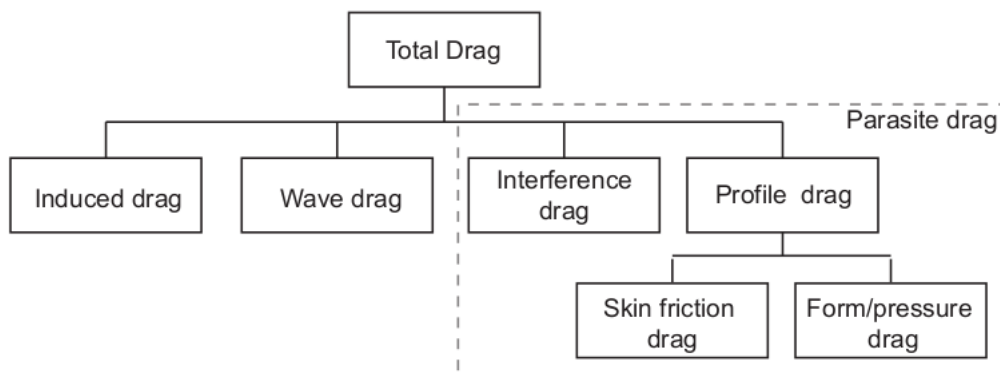 Total Drag
Parasite drag
Induced drag
Wave drag
Interference
drag
Profile drag
Skin friction
drag
Form/pressure
drag